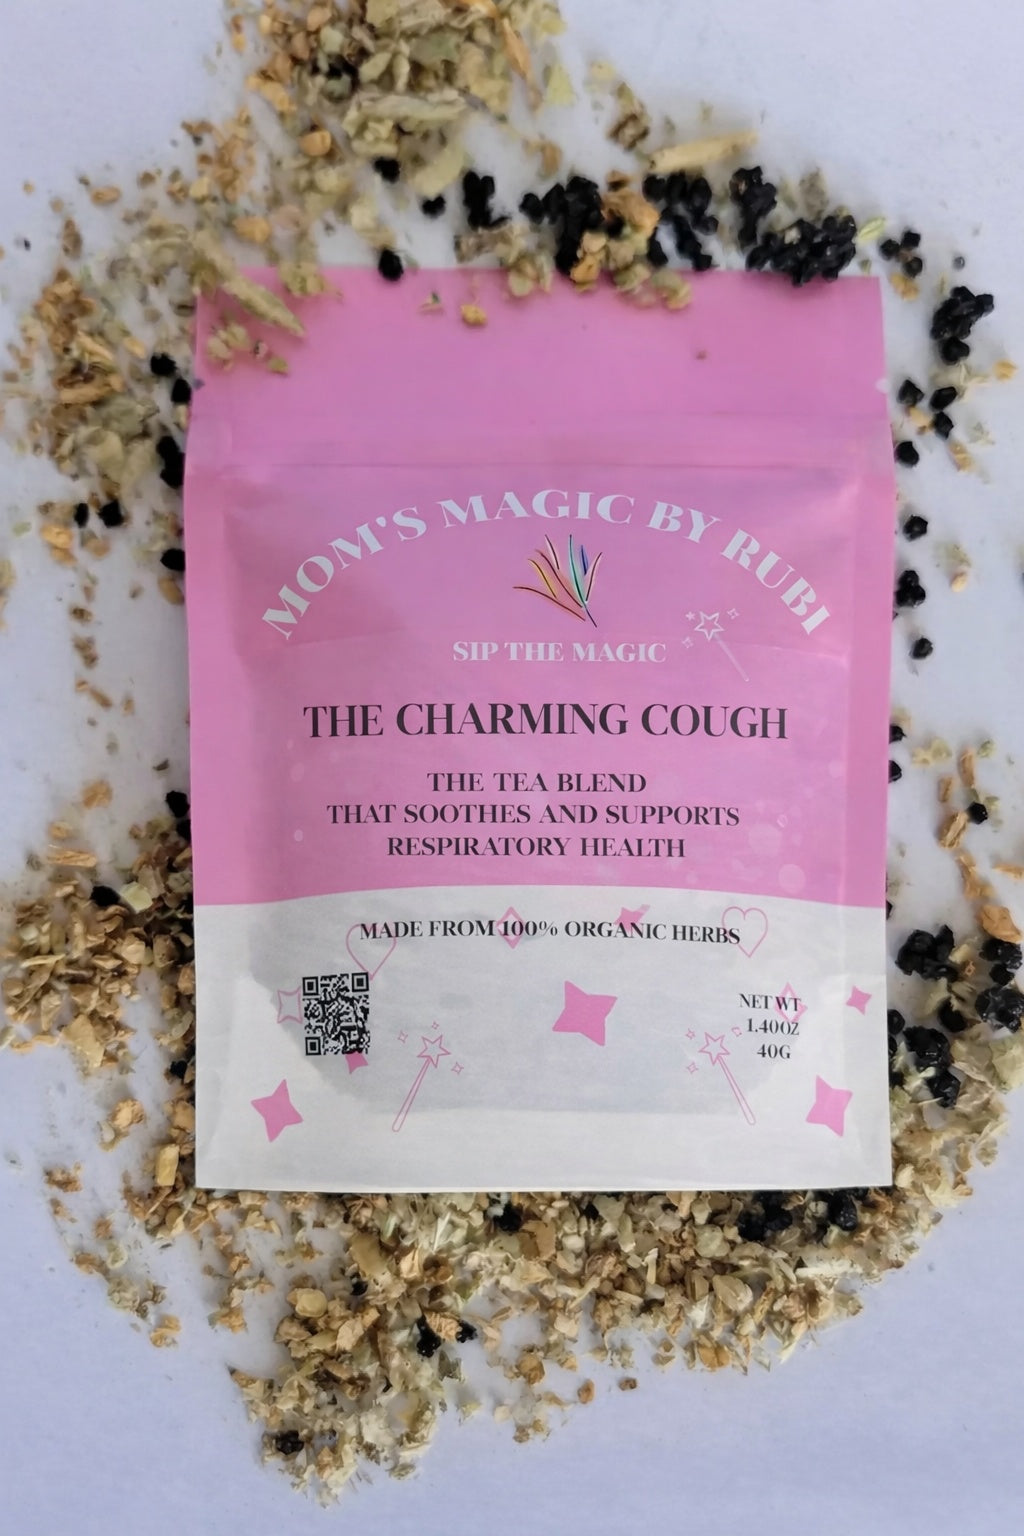 MOM'S MAGIC BY RUBI
SIP THE MAGIC
THE CHARMING COUGH
THE TEA BLEND
THAT SOOTHES AND SUPPORTS
RESPIRATORY HEALTH
MADE FROM 100% ORGANIC HERBS
NET WT
1.40OZ
40G